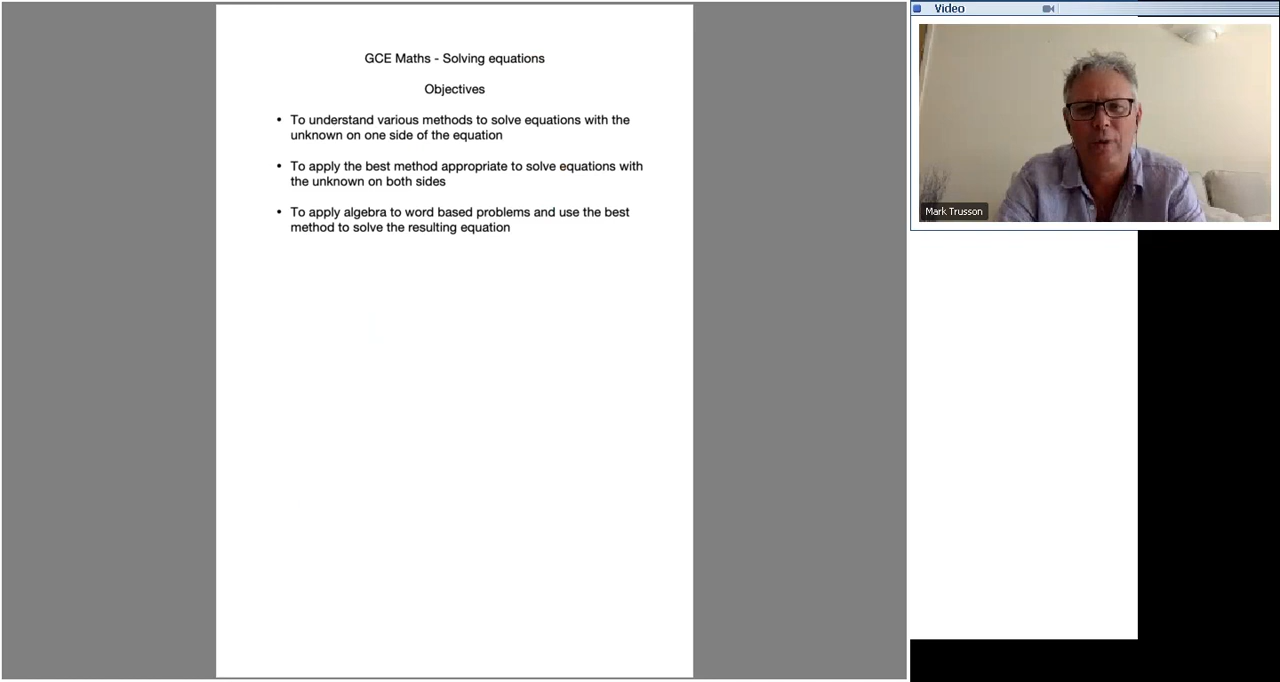 GCE Maths - Solving equations
Objectives
• To understand various methods to solve equations with the
unknown on one side of the equation
• To apply the best method appropriate to solve equations with
the unknown on both sides
• To apply algebra to word based problems and use the best
method to solve the resulting equation
Video
Mark Trusson